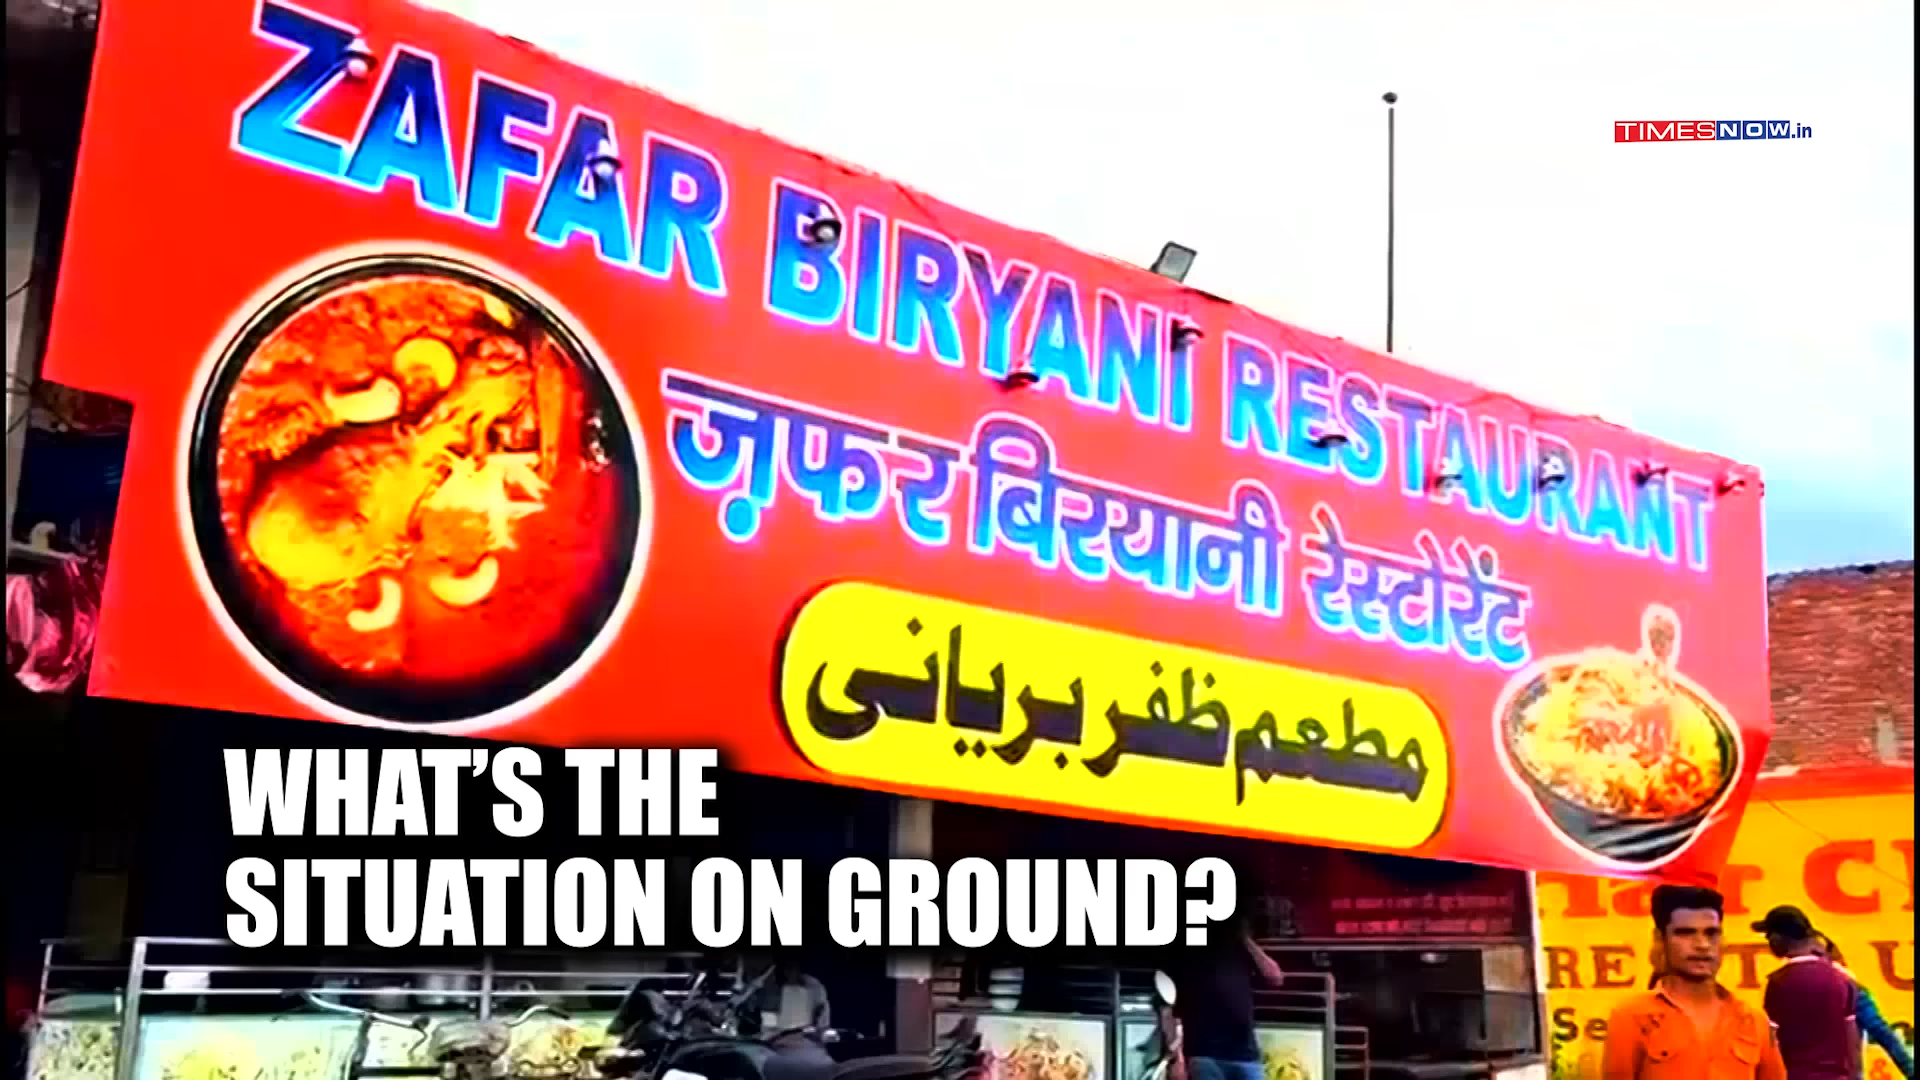 ZAFAR BIRYANI RESTAURANT
TIMESNOW.in
ज़फर बिरयानी रेस्टोरेंट
مطعم ظفر بریانی
WHAT'S THE
SITUATION ON GROUND?